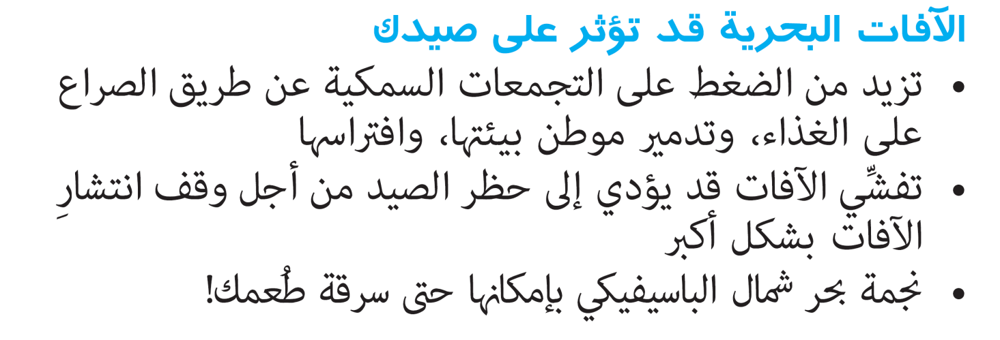 الآفات البحرية قد تؤثر على صيدك
• تزيد من الضغط على التجمعات السمكية عن طريق الصراع
على الغذاء، وتدمير موطن بيئتها، وافتراسها
• تفشِّي الآفات قد يؤدي إلى حظر الصيد من أجل وقف انتشارِ
الآفات بشكل أكبر
• نجمة بحر شمال الباسيفيكي بإمكانها حتى سرقة طُعمك!